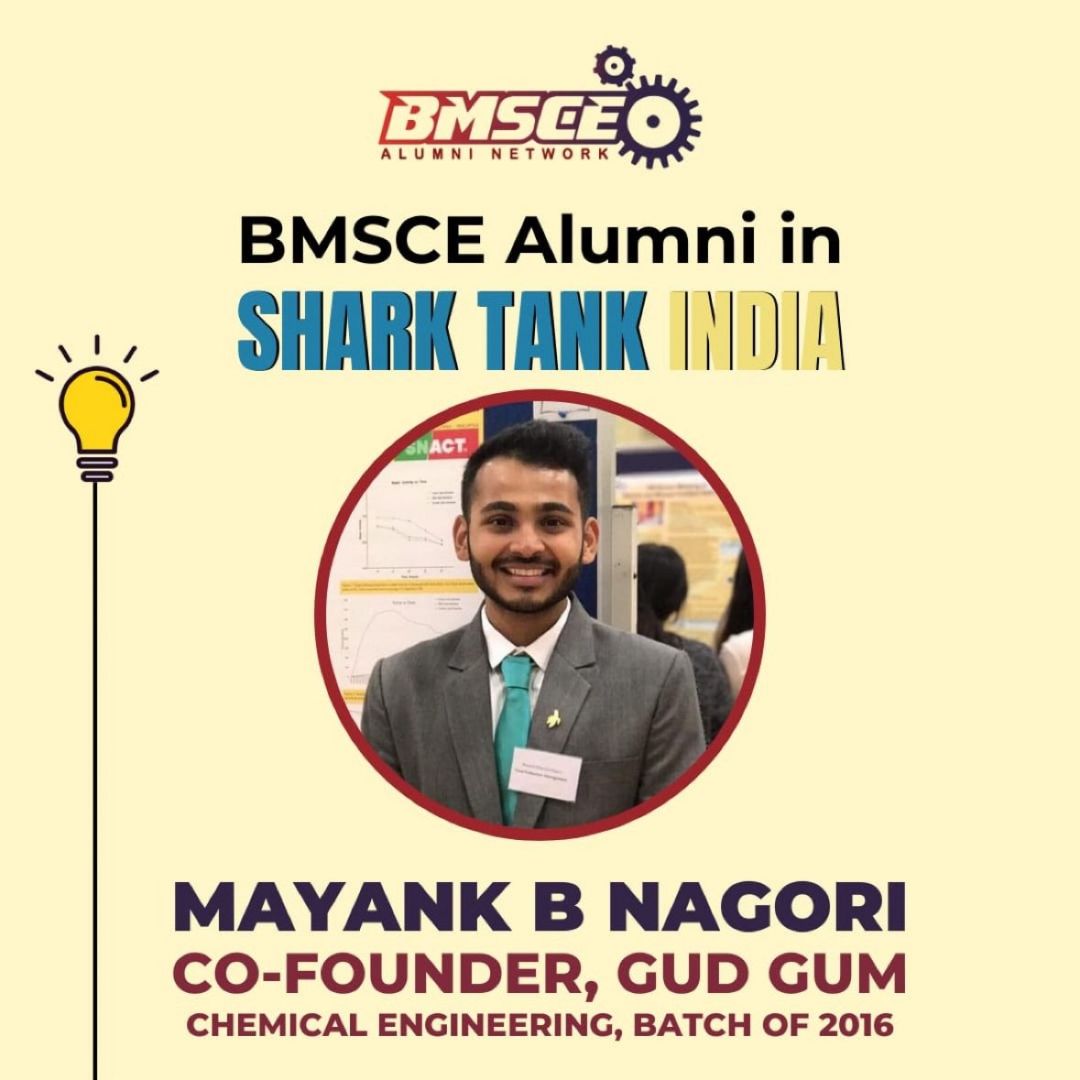 BMSCE
ALUMNI NETWORK
BMSCE Alumni in
SHARK TANK INDIA
SNACT.
MAYANK B NAGORI
CO-FOUNDER, GUD GUM
CHEMICAL ENGINEERING, BATCH OF 2016